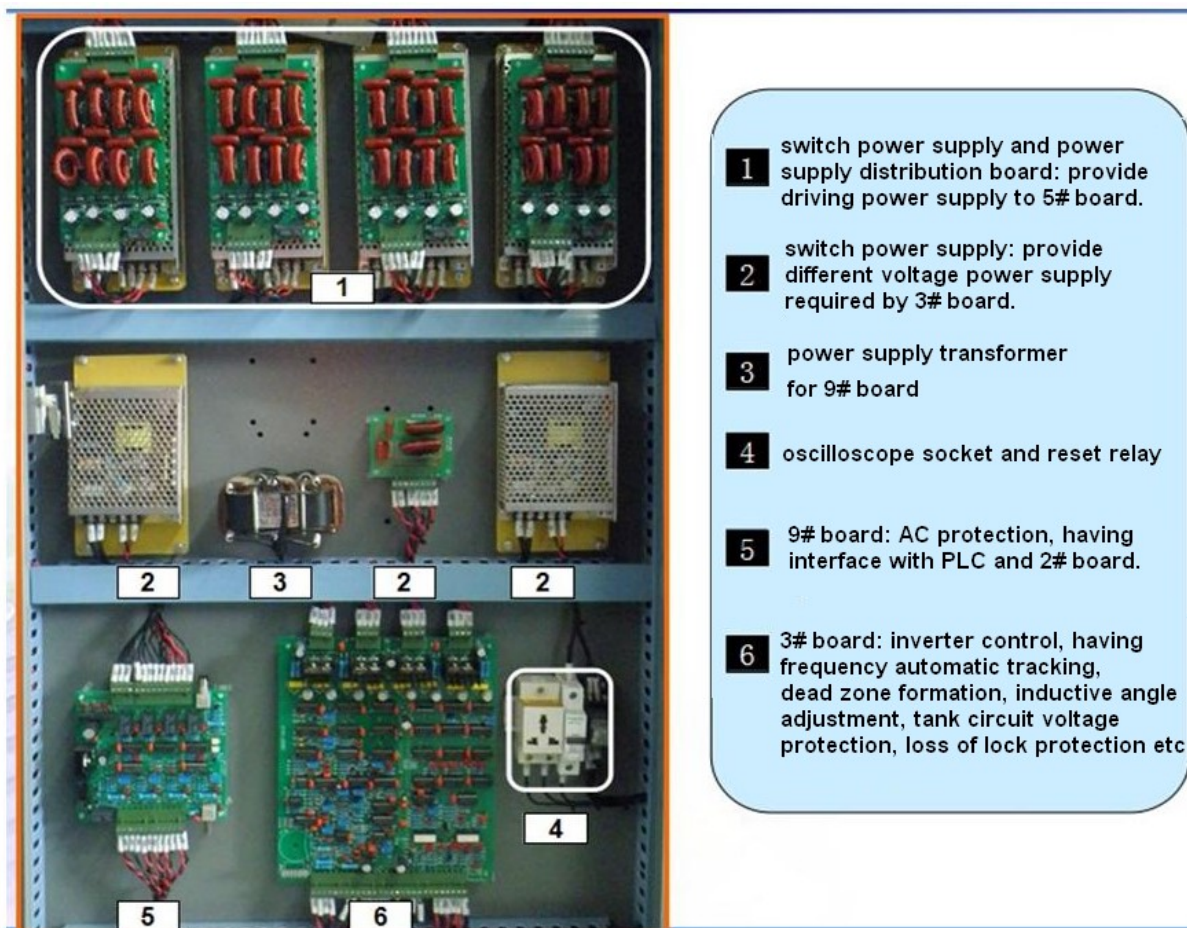 1
2
3
2
2
4
5
6
1
switch power supply and power
supply distribution board: provide
driving power supply to 5# board.
2
switch power supply: provide
different voltage power supply
required by 3# board.
3
power supply transformer
for 9# board
4
oscilloscope socket and reset relay
5
9# board: AC protection, having
interface with PLC and 2# board.
6
3# board: inverter control, having
frequency automatic tracking,
dead zone formation, inductive angle
adjustment, tank circuit voltage
protection, loss of lock protection etc